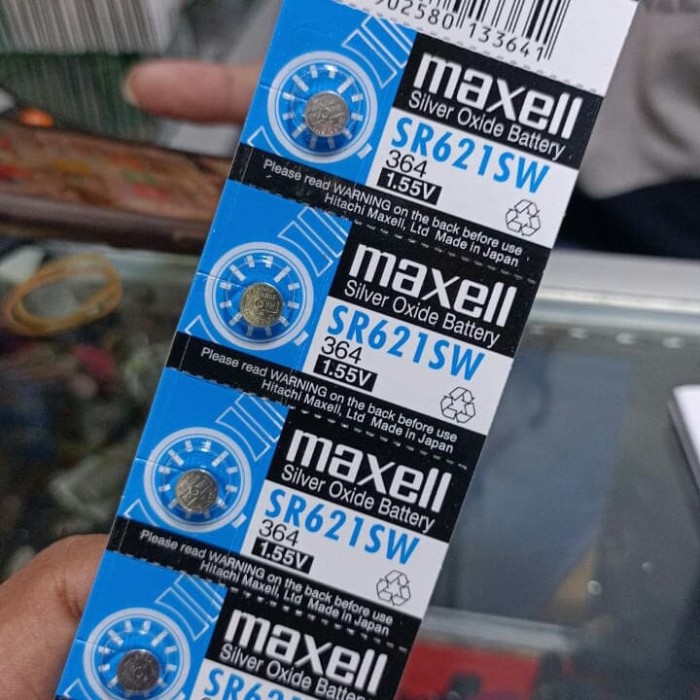 902580 133641
maxell
Silver Oxide Battery
SR621SW
364
1.55V
Please read WARNING on the back before use
Hitachi Maxell, Ltd Made in Japan
maxell
Silver Oxide Battery
SR621SW
364
1.55V
Please read WARNING on the back before use
Hitachi Maxell, Ltd Made in Japan
maxell
Silver Oxide Battery
SR621SW
364
1.55V
Please read WARNING on the back before use
Hitachi Maxell, Ltd Made in Japan
maxell
Silver Oxide Battery